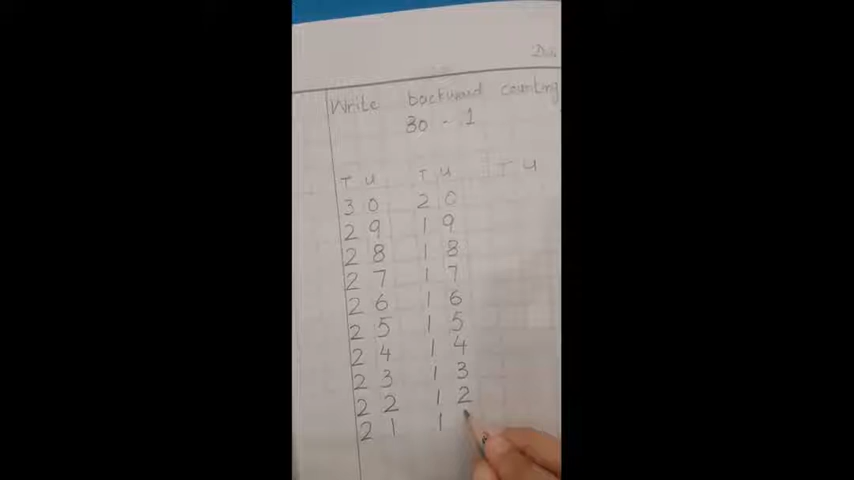 Write backward counting
30 - 1
T U T U T U
3 0 2 0
2 9 1 9
2 8 1 8
2 7 1 7
2 6 1 6
2 5 1 5
2 4 1 4
2 3 1 3
2 2 1 2
2 1 1